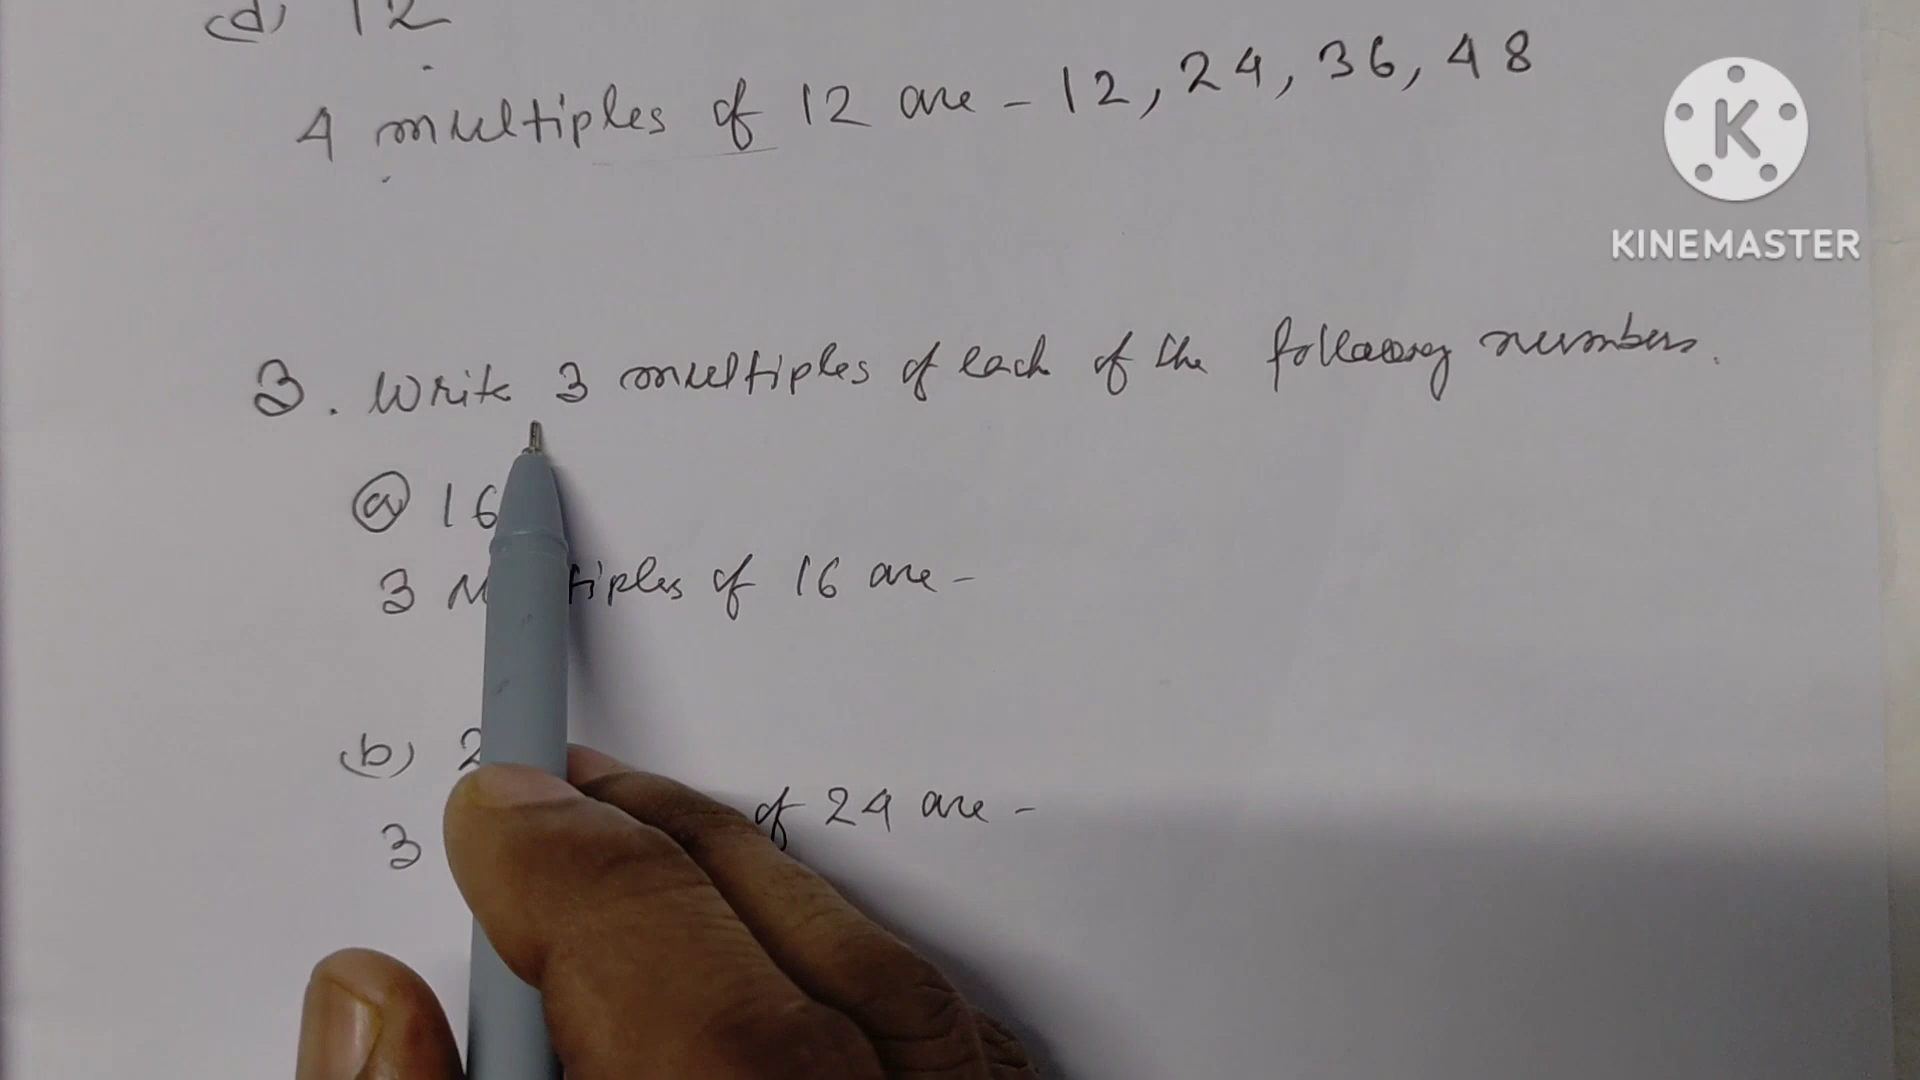 (d) 12
4 multiples of 12 are - 12, 24, 36, 48
K
KINEMASTER
3. Write 3 multiples of each of the following numbers.
(a) 16
3 tiples of 16 are -
(b) 2
3 of 24 are -